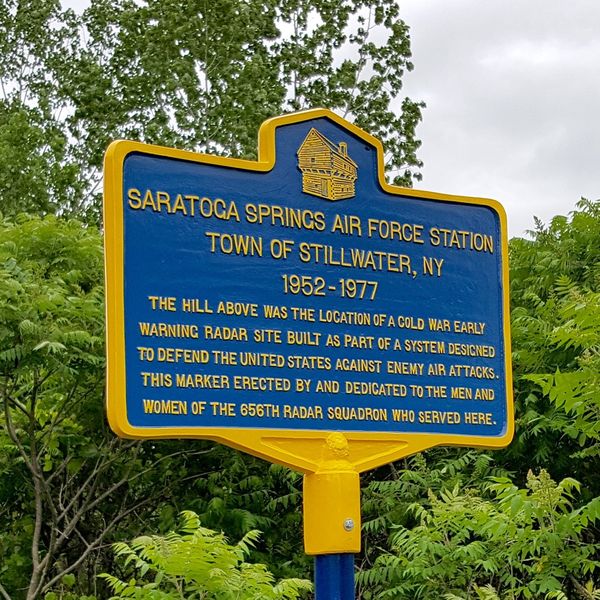 SARATOGA SPRINGS AIR FORCE STATION
TOWN OF STILLWATER, NY
1952-1977
THE HILL ABOVE WAS THE LOCATION OF A COLD WAR EARLY
WARNING RADAR SITE BUILT AS PART OF A SYSTEM DESIGNED
TO DEFEND THE UNITED STATES AGAINST ENEMY AIR ATTACKS.
THIS MARKER ERECTED BY AND DEDICATED TO THE MEN AND
WOMEN OF THE 656TH RADAR SQUADRON WHO SERVED HERE.